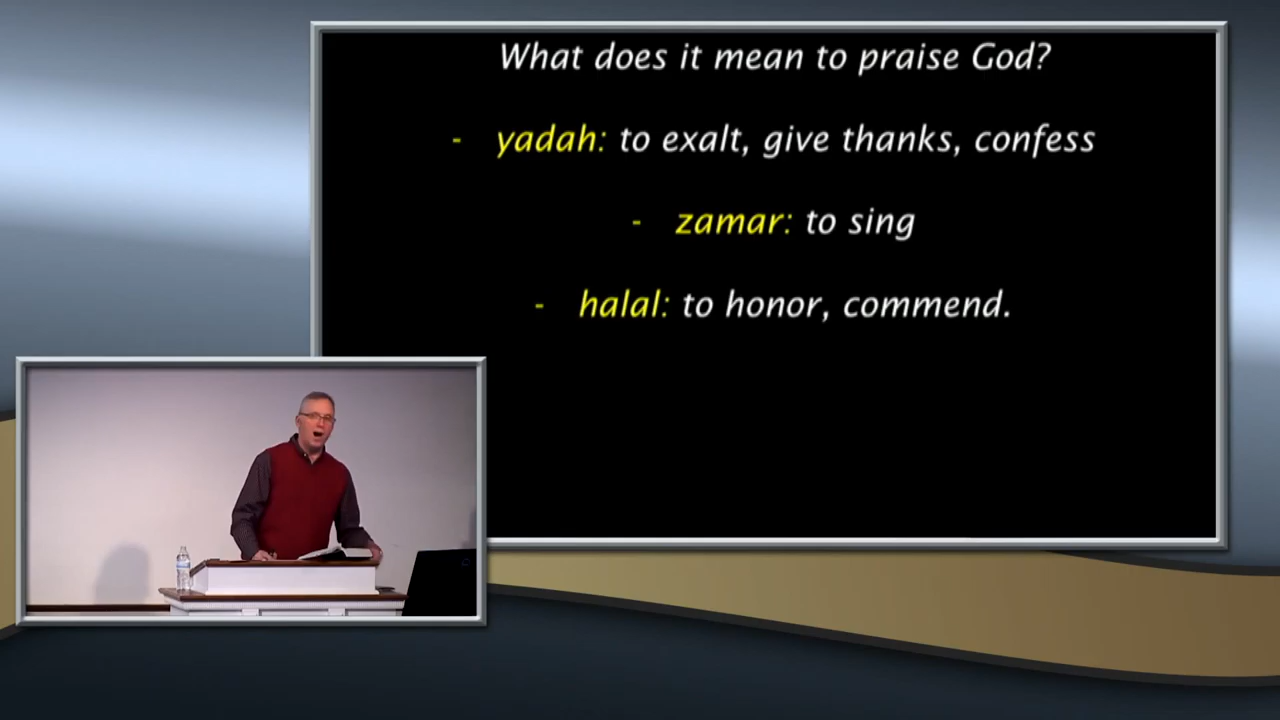 What does it mean to praise God?
- yadah: to exalt, give thanks, confess
- zamar: to sing
- halal: to honor, commend.